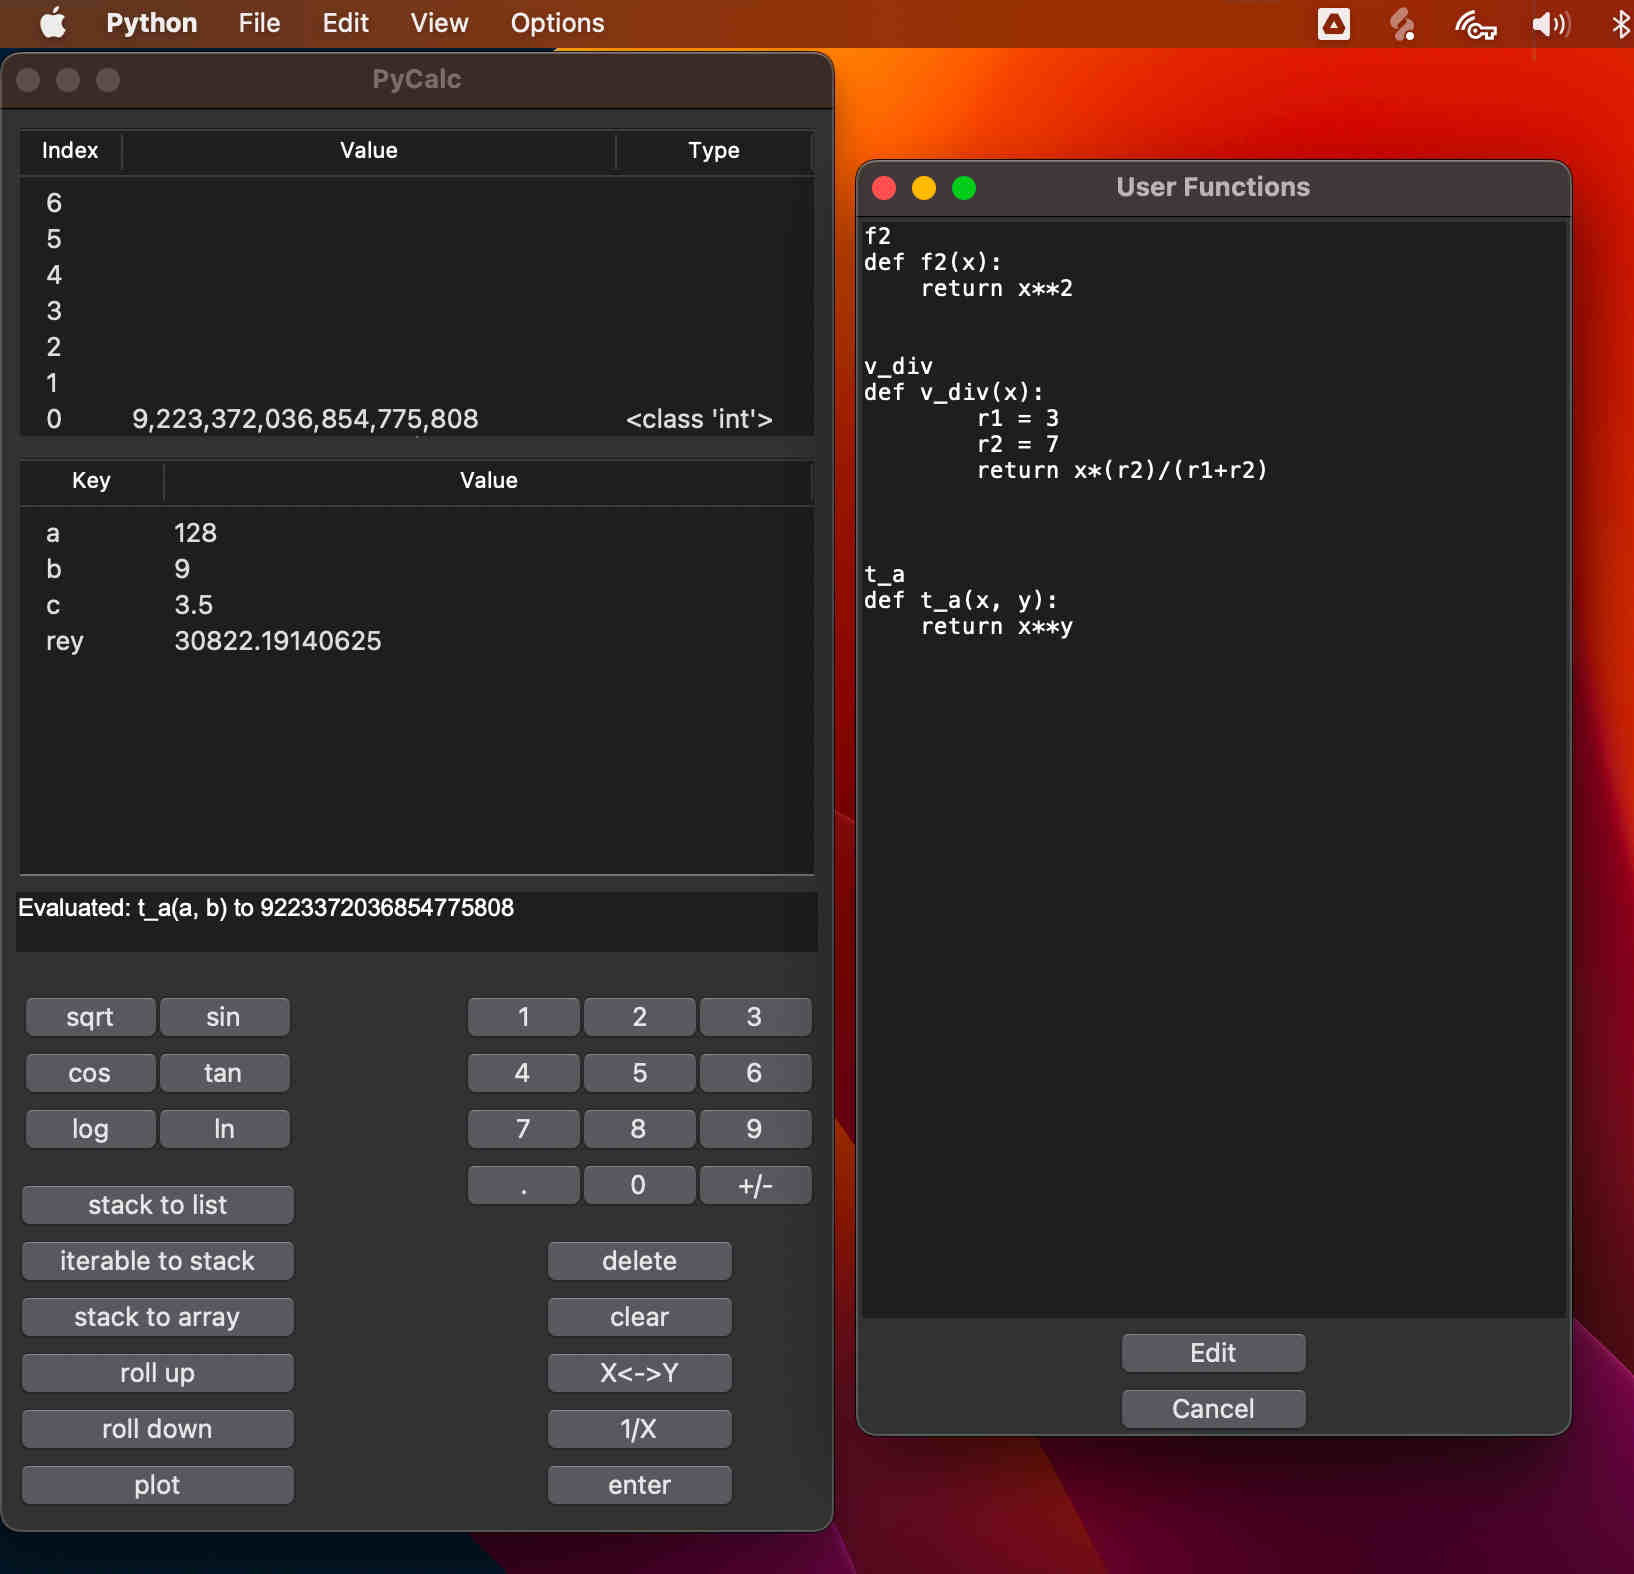 Python File Edit View Options
PyCalc
Index Value Type
6
5
4
3
2
1
0 9,223,372,036,854,775,808 <class 'int'>
Key Value
a 128
b 9
c 3.5
rey 30822.19140625
Evaluated: t_a(a, b) to 9223372036854775808
sqrt sin
cos tan
log ln
stack to list
iterable to stack
stack to array
roll up
roll down
plot
1 2 3
4 5 6
7 8 9
. 0 +/-
delete
clear
X<->Y
1/X
enter
User Functions
f2
def f2(x):
    return x**2
v_div
def v_div(x):
        r1 = 3
        r2 = 7
        return x*(r2)/(r1+r2)
t_a
def t_a(x, y):
    return x**y
Edit
Cancel